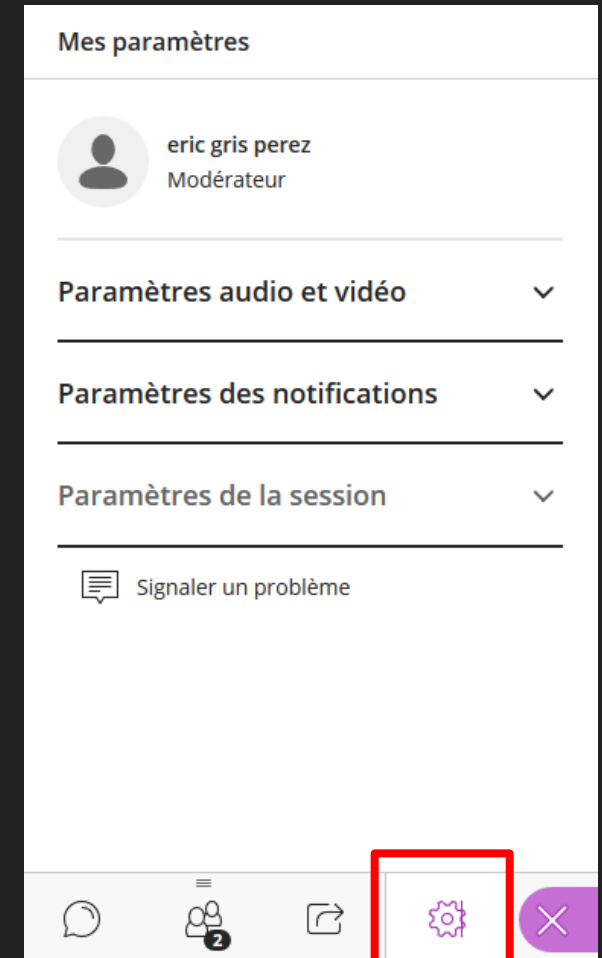 Mes paramètres
eric gris perez
Modérateur
Paramètres audio et vidéo
Paramètres des notifications
Paramètres de la session
Signaler un problème
2